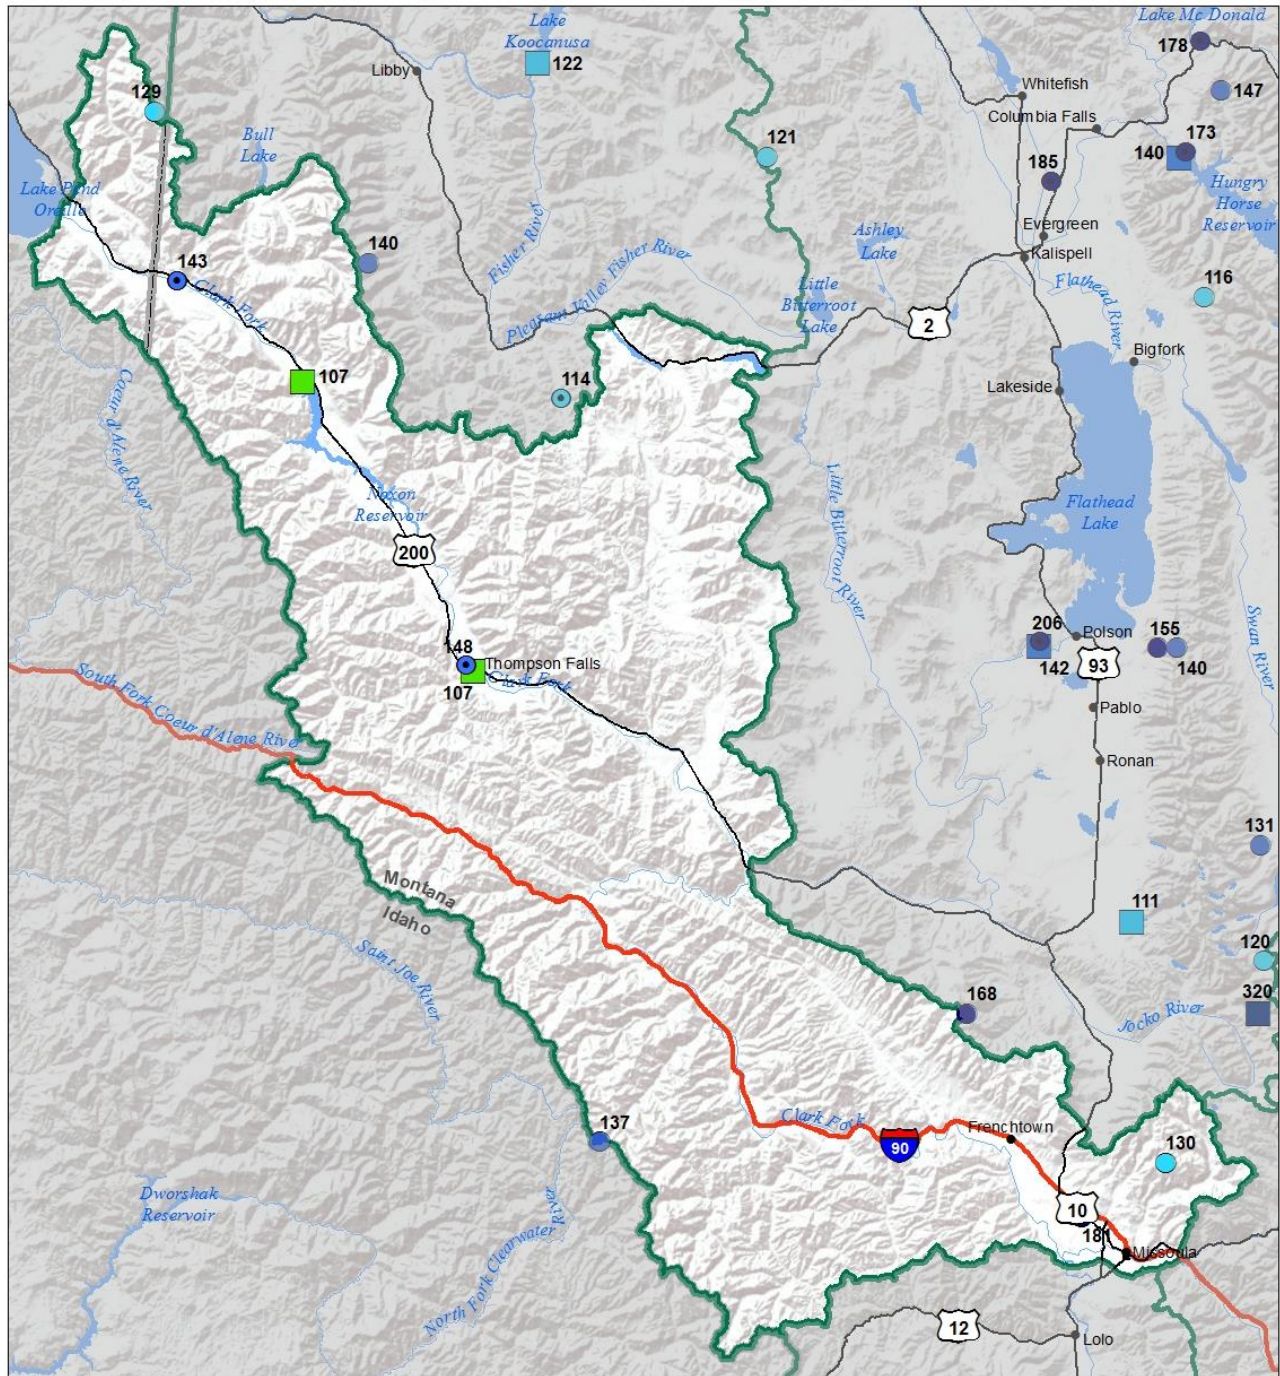 Lake
Koocanusa
122
Libby
Lake Mc Donald
178
Whitefish
147
Columbia Falls
129
Bull
Lake
121
173
140
185
Hungry
Horse
Reservoir
Lake Pend
Oreille
Fisher River
Ashley
Lake
Evergreen
Kalispell
143
140
Clark Fork
Pleasant Valley Fisher River
Little
Bitterroot
Lake
2
Flathead River
116
Bigfork
107
114
Lakeside
Coeur d'Alene River
Noxon
Reservoir
200
Little Bitterroot River
Flathead
Lake
Swan River
148
Thompson Falls
107
Clark Fork
206
142
Polson
93
155
140
Pablo
Ronan
South Fork Coeur d'Alene River
131
Montana
Idaho
111
120
320
Saint Joe River
168
Jocko River
137
Clark Fork
90
Frenchtown
130
Dworshak
Reservoir
North Fork Clearwater
River
10
181
Missoula
12
Lolo